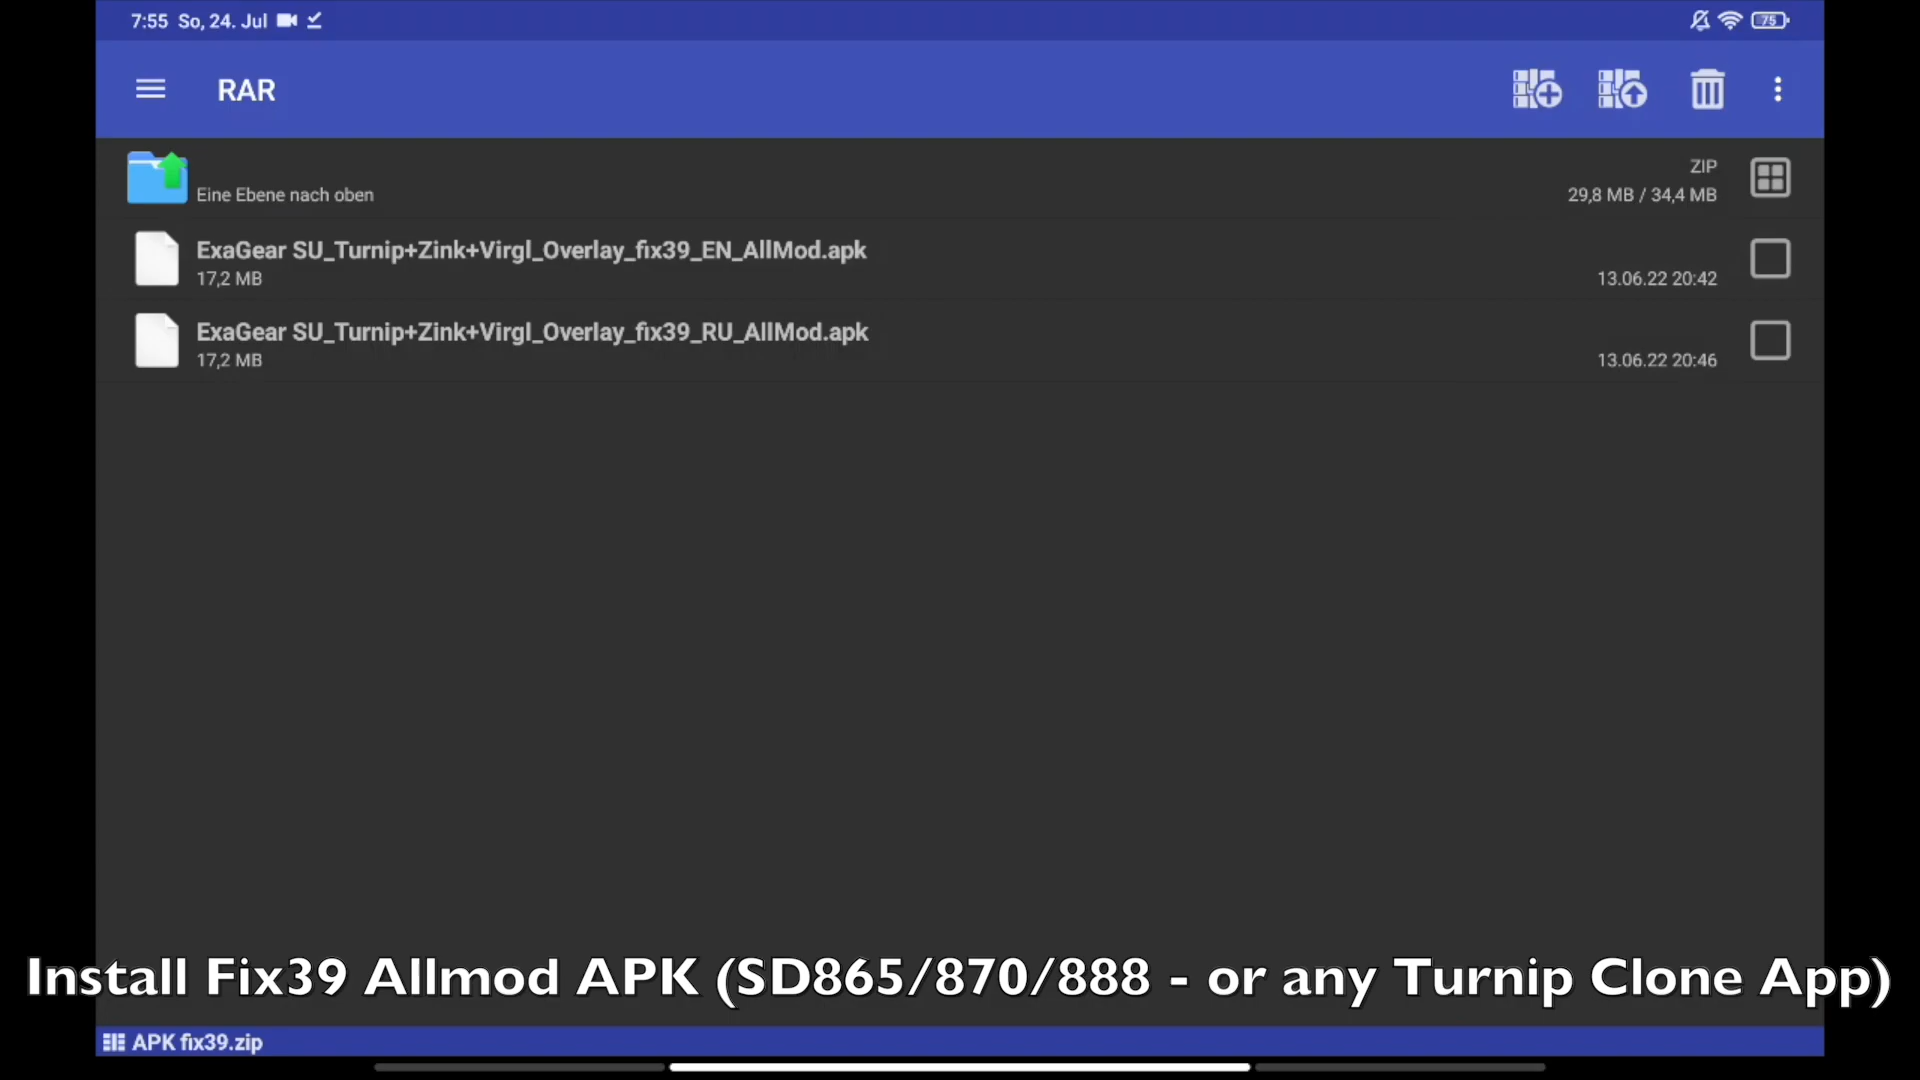 7:55 So, 24. Jul
75
RAR
Eine Ebene nach oben
ZIP
29,8 MB / 34,4 MB
ExaGear SU_Turnip+Zink+Virgl_Overlay_fix39_EN_AllMod.apk
17,2 MB
13.06.22 20:42
ExaGear SU_Turnip+Zink+Virgl_Overlay_fix39_RU_AllMod.apk
17,2 MB
13.06.22 20:46
Install Fix39 Allmod APK (SD865/870/888 - or any Turnip Clone App)
APK fix39.zip